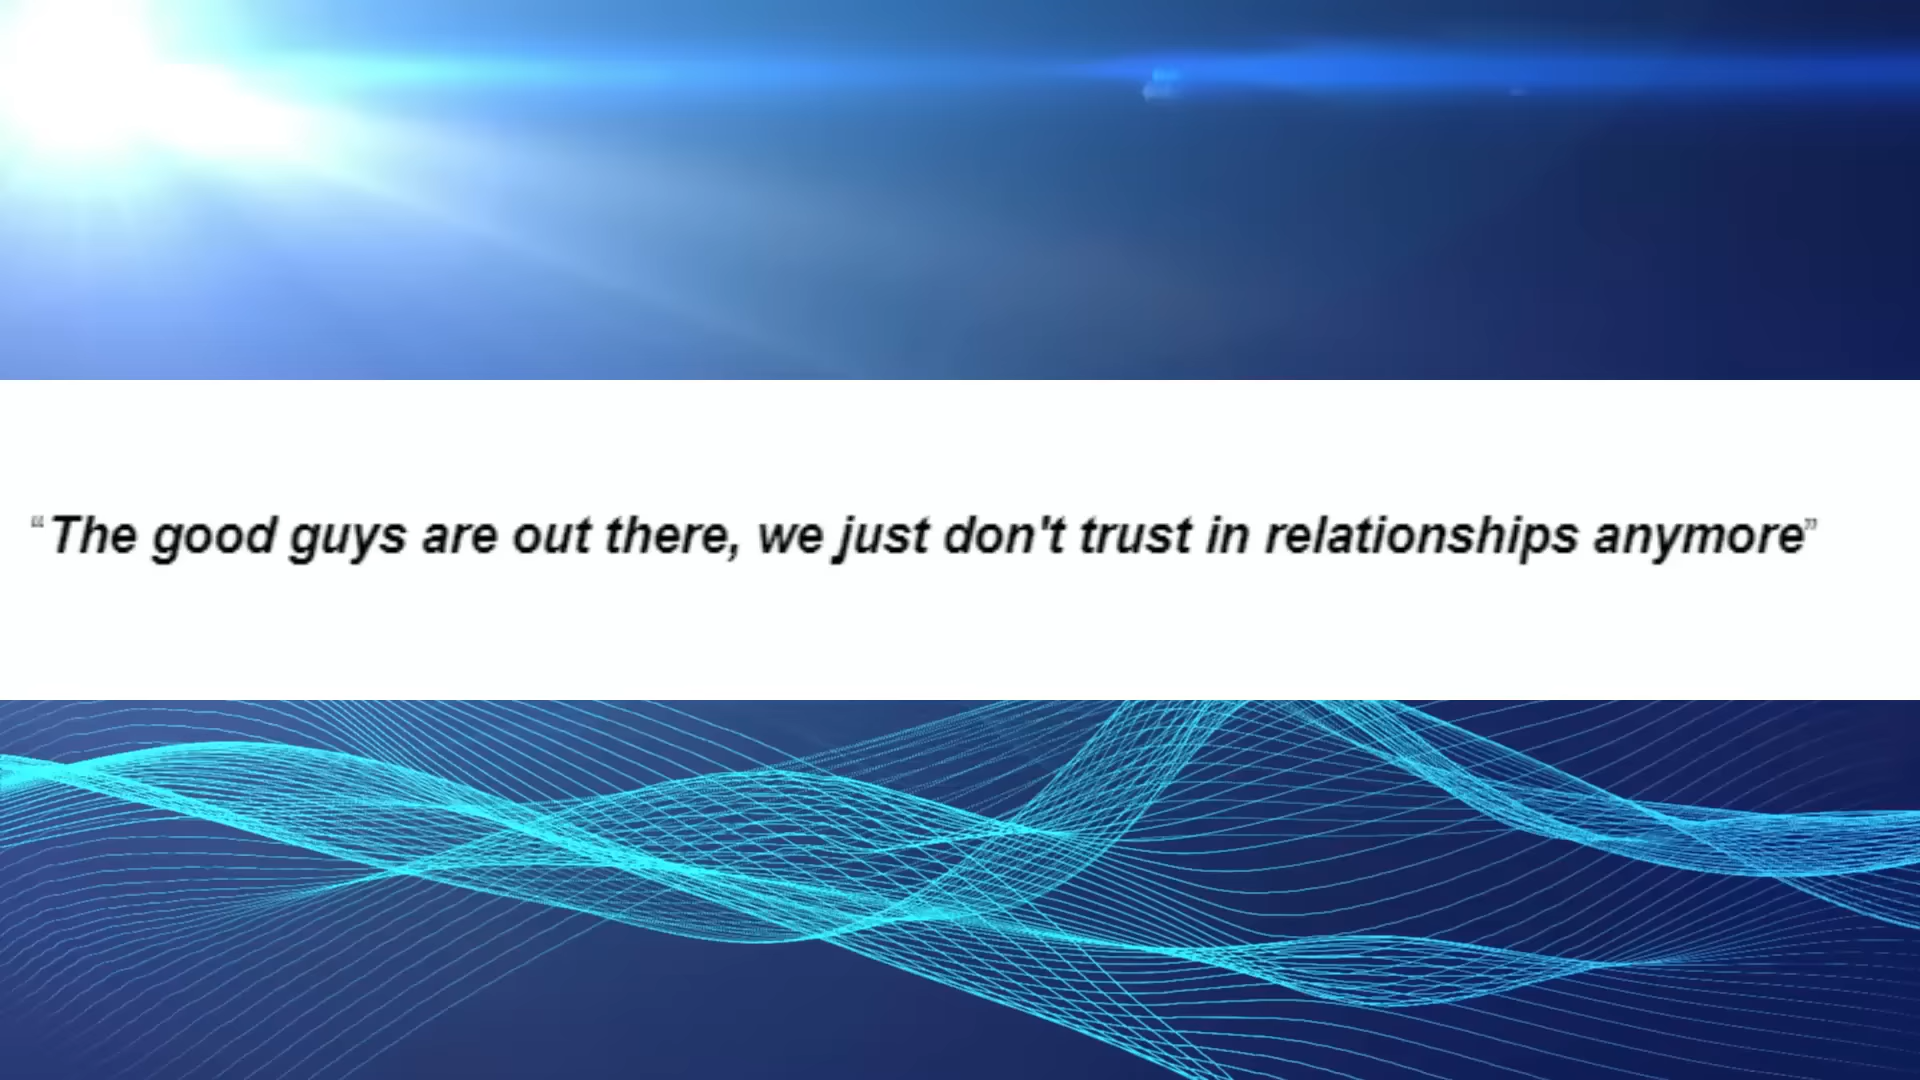 “The good guys are out there, we just don't trust in relationships anymore”